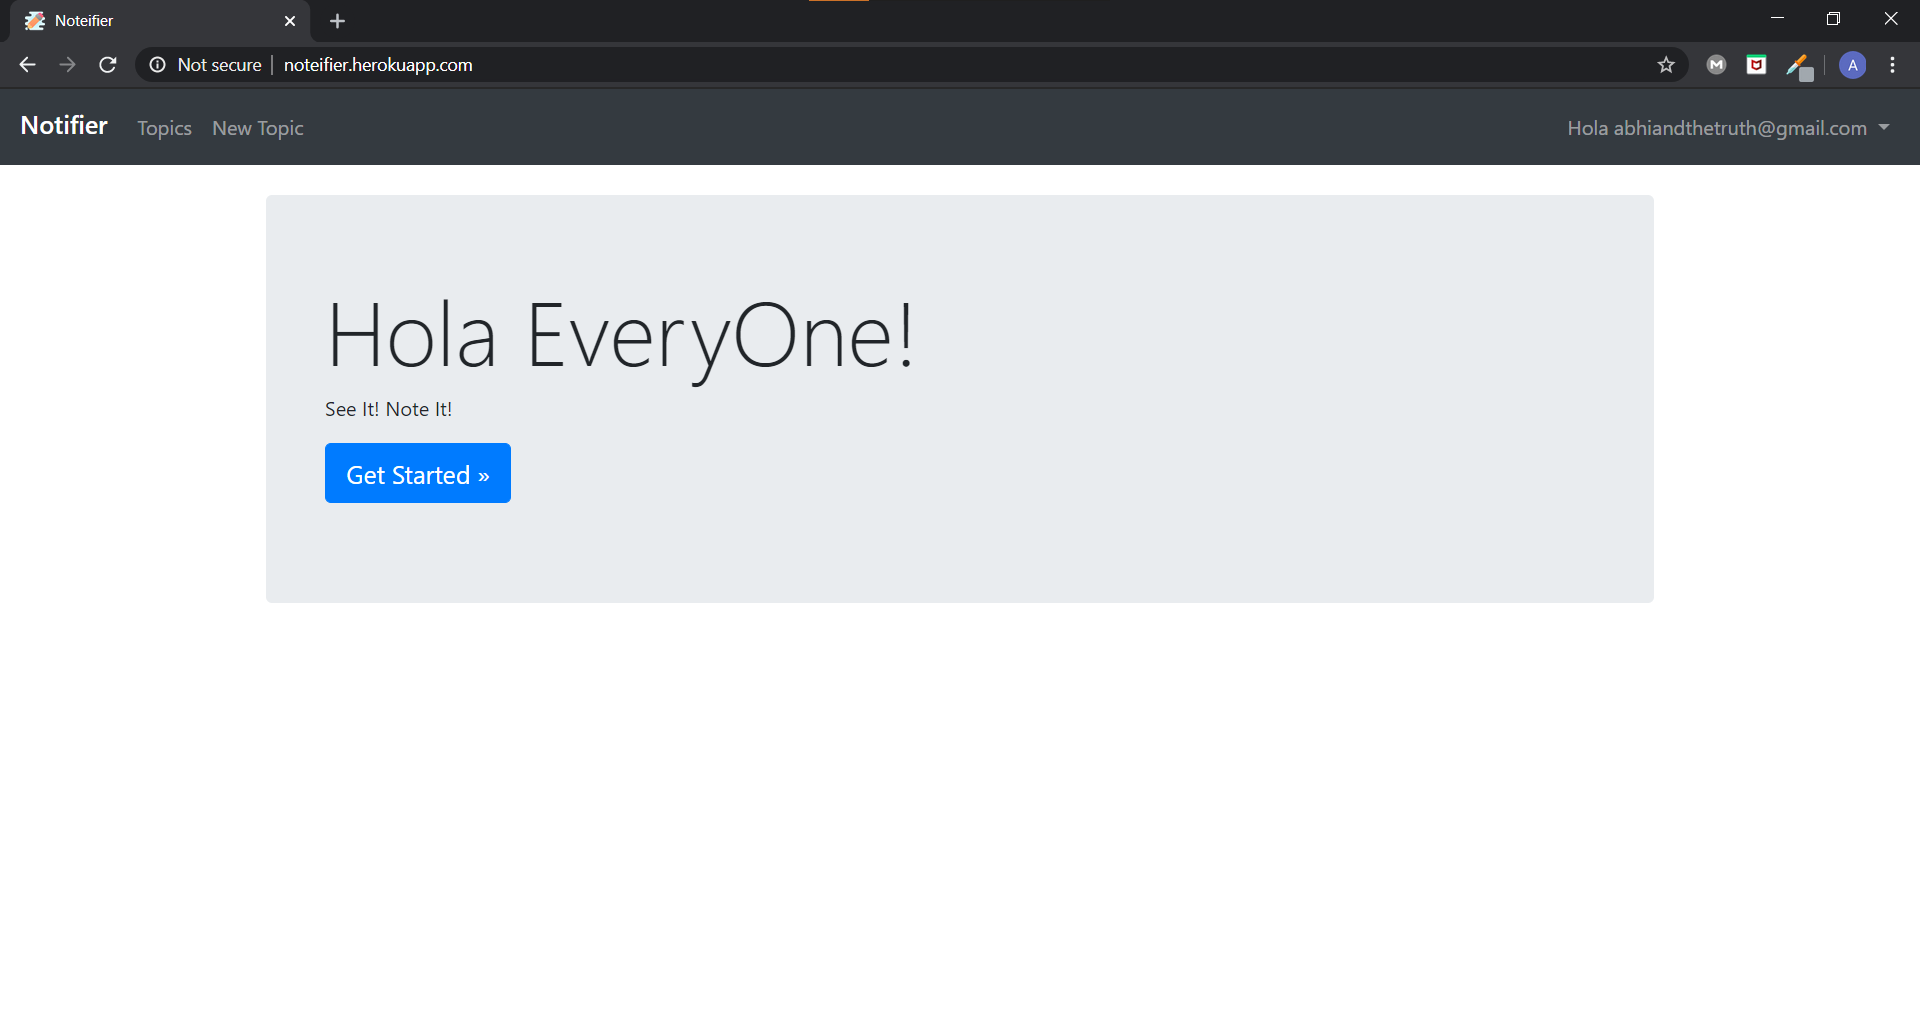 Noteifier
Not secure noteifier.herokuapp.com
M
A
Notifier Topics New Topic Hola abhiandthetruth@gmail.com
Hola EveryOne!
See It! Note It!
Get Started »